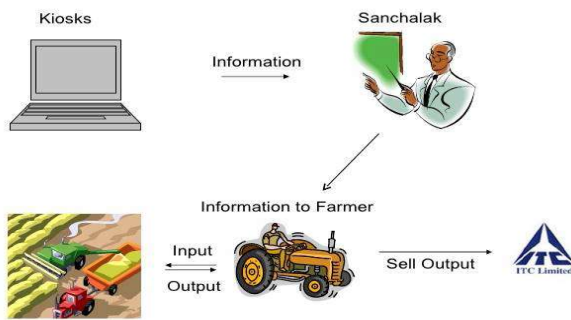 Kiosks
Sanchalak
Information
Information to Farmer
Input
Output
Sell Output
ITC Limited